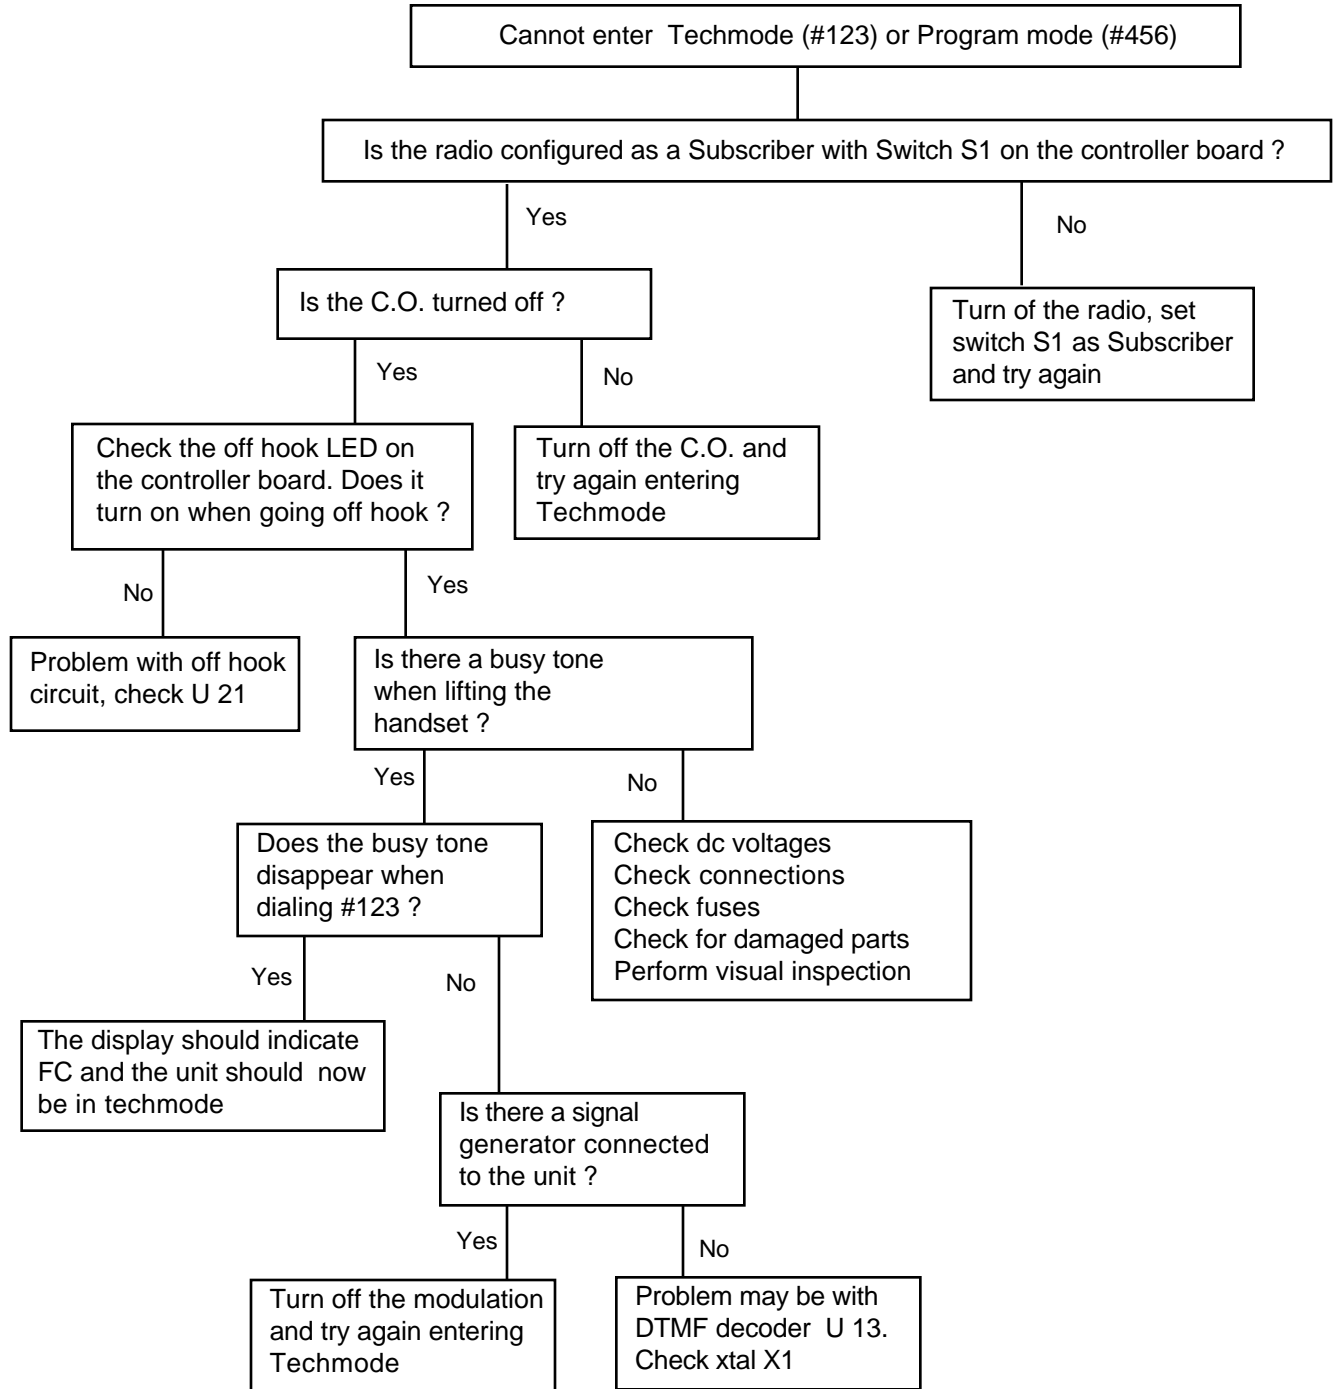 Cannot enter Techmode (#123) or Program mode (#456)
Is the radio configured as a Subscriber with Switch S1 on the controller board ?
Yes
No
Is the C.O. turned off ?
Turn of the radio, set
switch S1 as Subscriber
and try again
Yes
No
Check the off hook LED on
the controller board. Does it
turn on when going off hook ?
Turn off the C.O. and
try again entering
Techmode
No
Yes
Problem with off hook
circuit, check U 21
Is there a busy tone
when lifting the
handset ?
Yes
No
Does the busy tone
disappear when
dialing #123 ?
Check dc voltages
Check connections
Check fuses
Check for damaged parts
Perform visual inspection
Yes
No
The display should indicate
FC and the unit should now
be in techmode
Is there a signal
generator connected
to the unit ?
Yes
No
Turn off the modulation
and try again entering
Techmode
Problem may be with
DTMF decoder U 13.
Check xtal X1